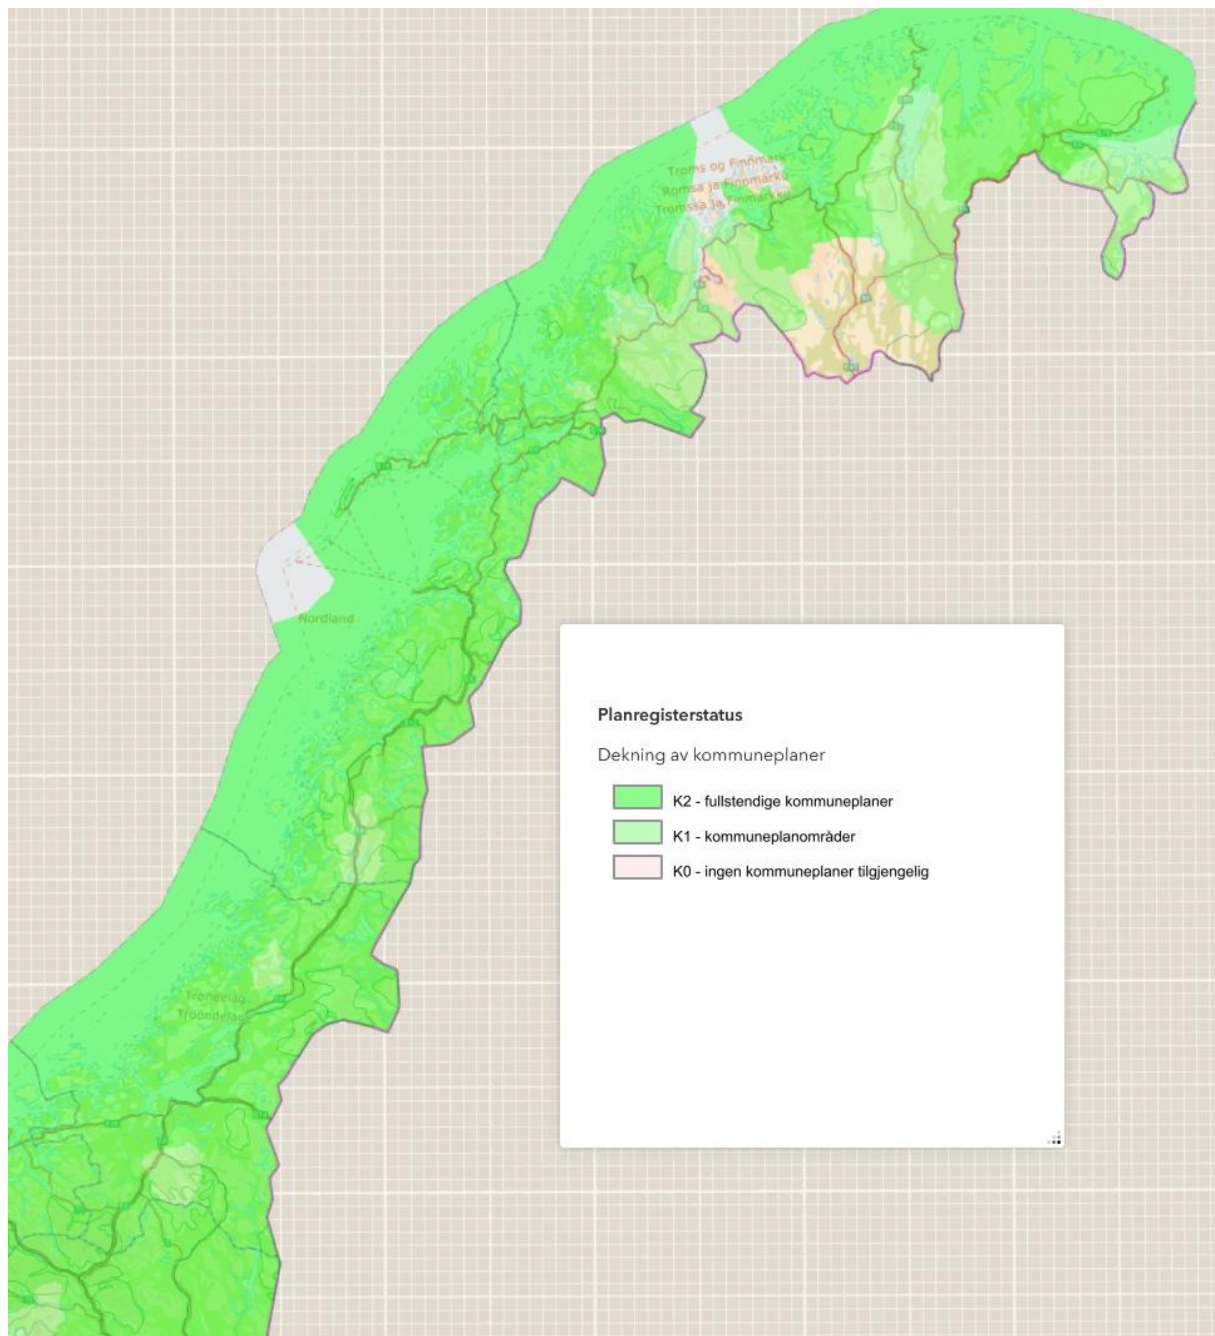 Troms og Finnmark
Romsa ja Finnmárku
Tromssa ja Finmarkku
Nordland
Planregisterstatus
Dekning av kommuneplaner
K2 - fullstendige kommuneplaner
K1 - kommuneplanområder
K0 - ingen kommuneplaner tilgjengelig
Trøndelag